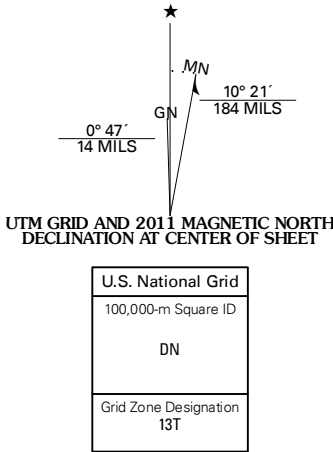 ★
MN
GN
10° 21´
184 MILS
0° 47´
14 MILS
UTM GRID AND 2011 MAGNETIC NORTH
DECLINATION AT CENTER OF SHEET
U.S. National Grid
100,000-m Square ID
DN
Grid Zone Designation
13T